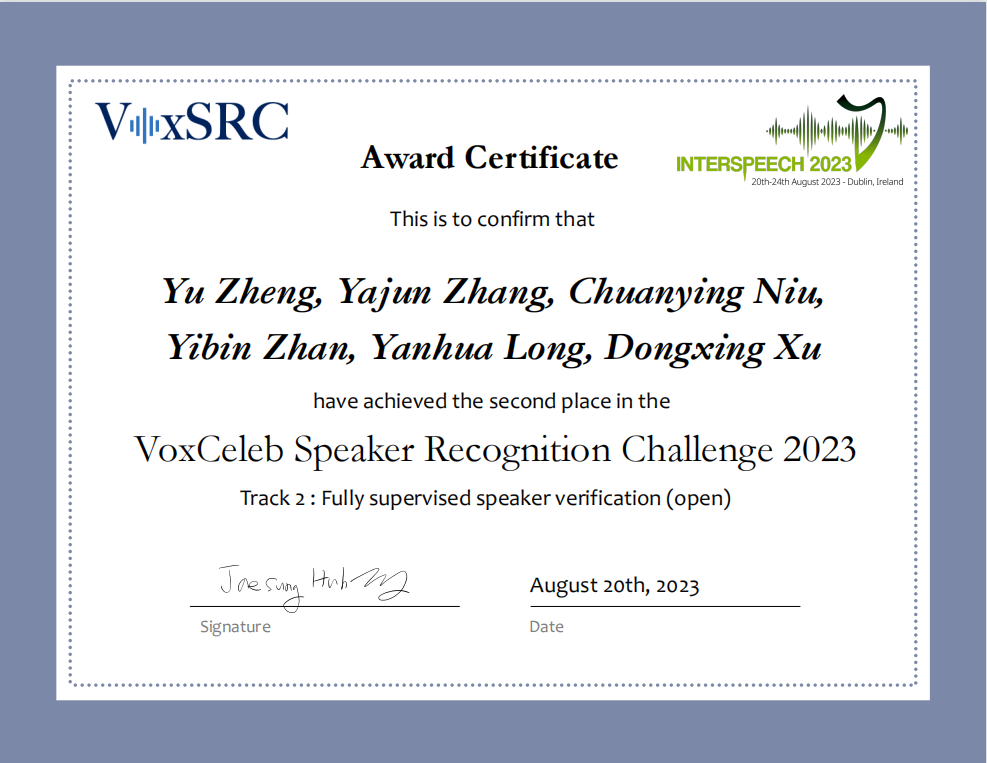 VoxSRC
INTERSPEECH 2023
20th-24th August 2023 - Dublin, Ireland
Award Certificate
This is to confirm that
Yu Zheng, Yajun Zhang, Chuanying Niu,
Yibin Zhan, Yanhua Long, Dongxing Xu
have achieved the second place in the
VoxCeleb Speaker Recognition Challenge 2023
Track 2 : Fully supervised speaker verification (open)
Jaesung Huh
August 20th, 2023
Signature
Date